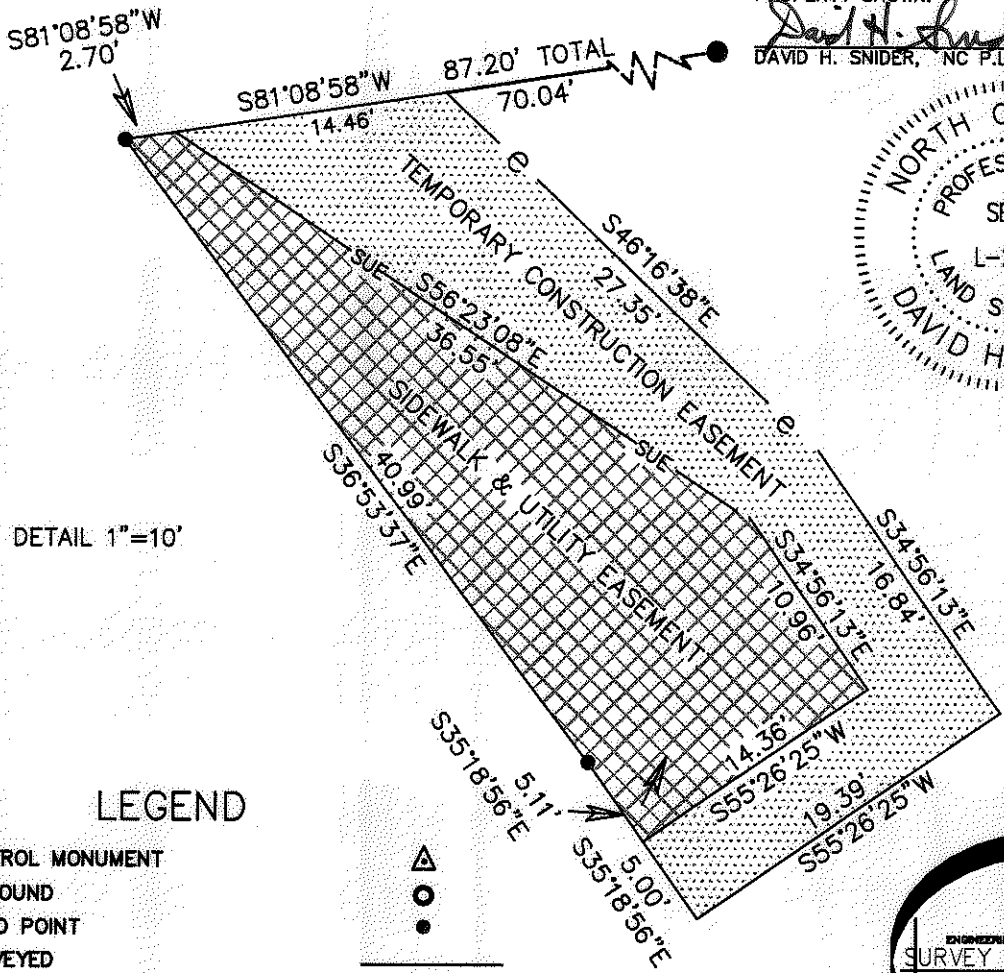 S81°08'58"W
2.70'
S81°08'58"W
14.46'
87.20' TOTAL
70.04'
DAVID H. SNIDER, NC P.L
NORTH C
PROFES
SE
L-
LAND S
DAVID H
e
S46°16'38"E
27.35'
e
TEMPORARY CONSTRUCTION EASEMENT
SUE
S56°23'08"E
36.55'
SUE
SIDEWALK & UTILITY EASEMENT
40.99'
S36°53'37"E
S34°56'13"E
10.96'
S34°56'13"E
16.84'
DETAIL 1"=10'
14.36'
S55°26'25"W
19.39'
S55°26'25"W
5.11'
S35°18'56"E
5.00'
S35°18'56"E
LEGEND
ROL MONUMENT
OUND
D POINT
VEYED
SURVEY